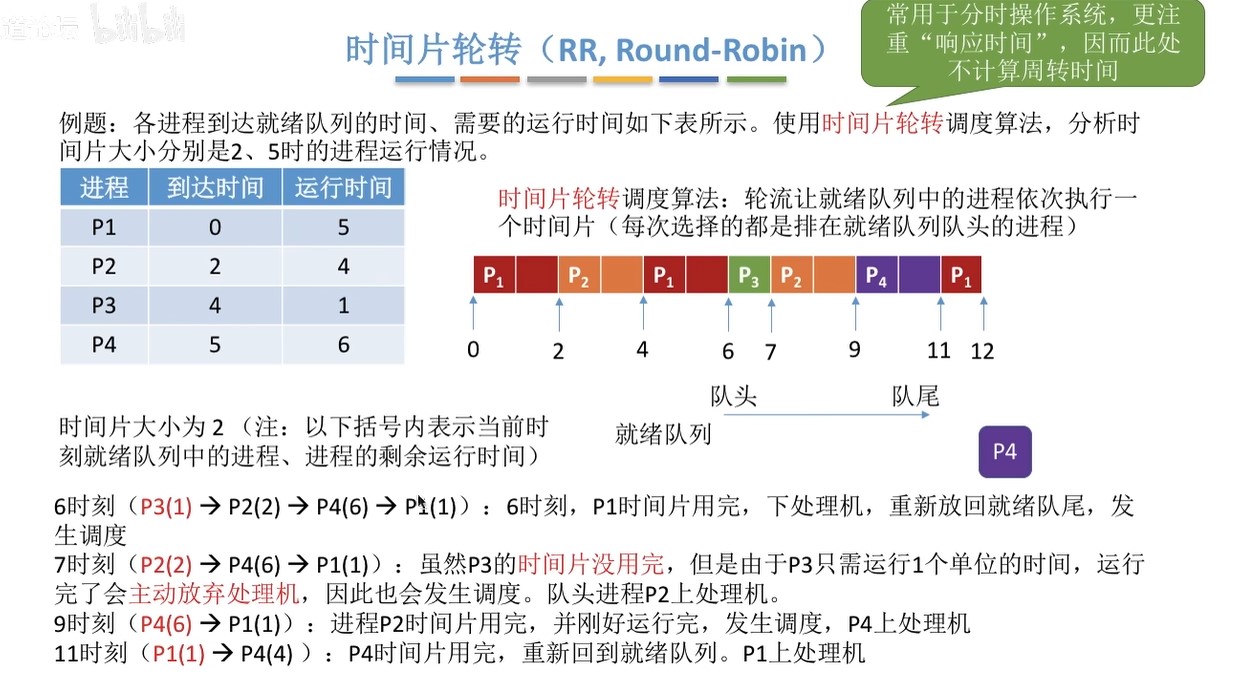 道论坛 bilibili
时间片轮转（RR, Round-Robin）
常用于分时操作系统，更注
重“响应时间”，因而此处
不计算周转时间
例题：各进程到达就绪队列的时间、需要的运行时间如下表所示。使用时间片轮转调度算法，分析时
间片大小分别是2、5时的进程运行情况。
进程 到达时间 运行时间
P1 0 5
P2 2 4
P3 4 1
P4 5 6
时间片轮转调度算法：轮流让就绪队列中的进程依次执行一
个时间片（每次选择的都是排在就绪队列队头的进程）
P1 P2 P1 P3 P2 P4 P1
0 2 4 6 7 9 11 12
队头 队尾
就绪队列
P4
时间片大小为 2 （注：以下括号内表示当前时
刻就绪队列中的进程、进程的剩余运行时间）
6时刻（P3(1) → P2(2) → P4(6) → P1(1)）：6时刻，P1时间片用完，下处理机，重新放回就绪队尾，发
生调度
7时刻（P2(2) → P4(6) → P1(1)）：虽然P3的时间片没用完，但是由于P3只需运行1个单位的时间，运行
完了会主动放弃处理机，因此也会发生调度。队头进程P2上处理机。
9时刻（P4(6) → P1(1)）：进程P2时间片用完，并刚好运行完，发生调度，P4上处理机
11时刻（P1(1) → P4(4) ）：P4时间片用完，重新回到就绪队列。P1上处理机